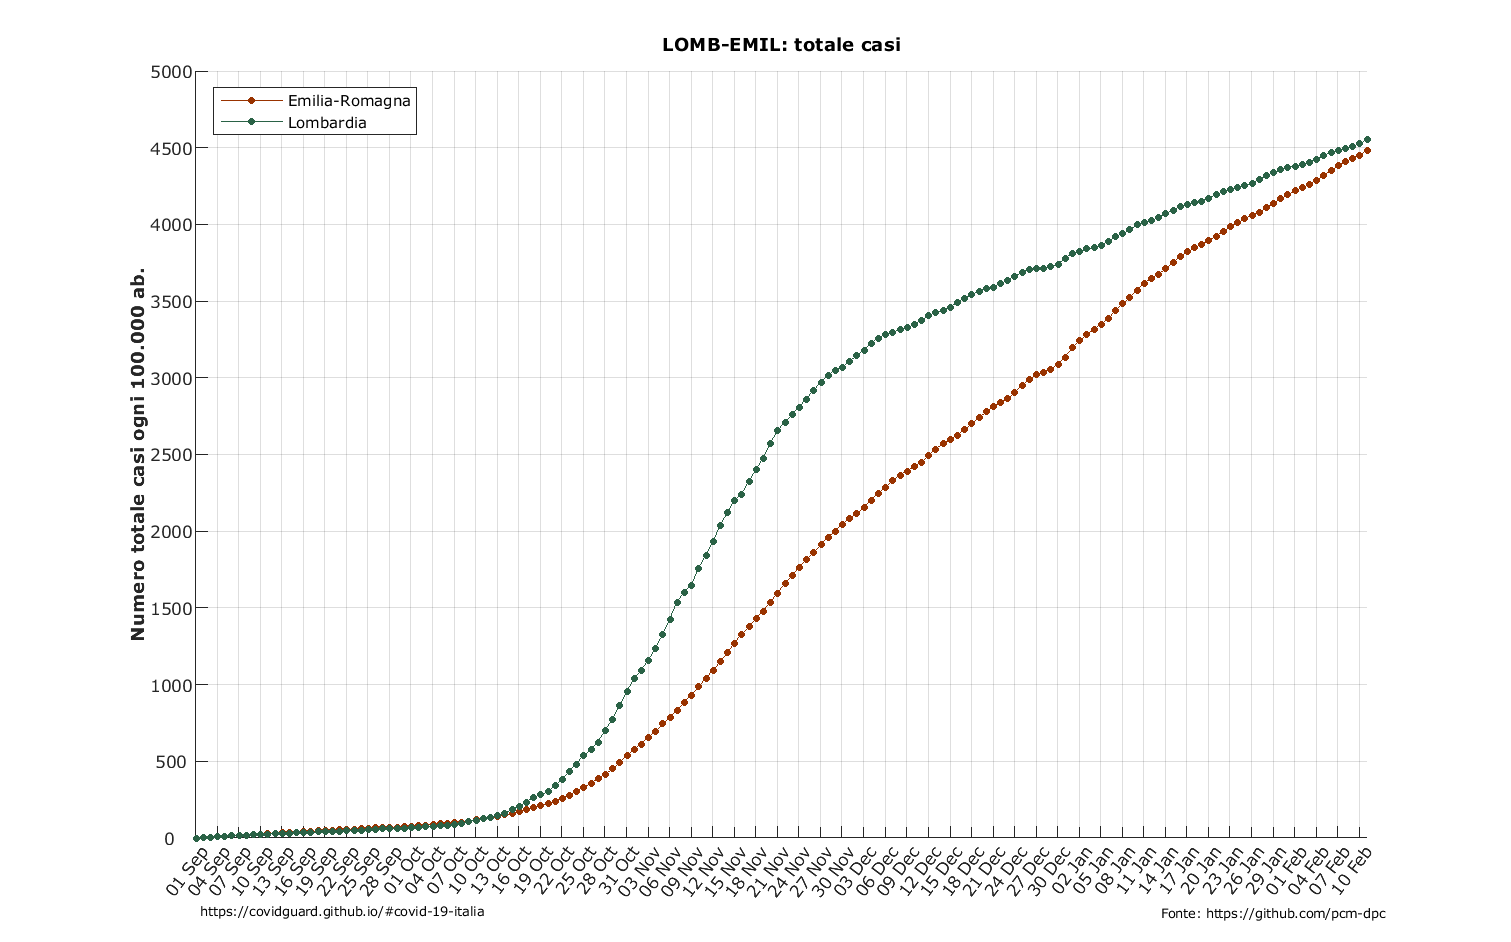 LOMB-EMIL: totale casi
Emilia-Romagna
Lombardia
Numero totale casi ogni 100.000 ab.
5000
4500
4000
3500
3000
2500
2000
1500
1000
500
0
01 Sep
04 Sep
07 Sep
10 Sep
13 Sep
16 Sep
19 Sep
22 Sep
25 Sep
28 Sep
01 Oct
04 Oct
07 Oct
10 Oct
13 Oct
16 Oct
19 Oct
22 Oct
25 Oct
28 Oct
31 Oct
03 Nov
06 Nov
09 Nov
12 Nov
15 Nov
18 Nov
21 Nov
24 Nov
27 Nov
30 Nov
03 Dec
06 Dec
09 Dec
12 Dec
15 Dec
18 Dec
21 Dec
24 Dec
27 Dec
30 Dec
02 Jan
05 Jan
08 Jan
11 Jan
14 Jan
17 Jan
20 Jan
23 Jan
26 Jan
29 Jan
01 Feb
04 Feb
07 Feb
10 Feb
https://covidguard.github.io/#covid-19-italia
Fonte: https://github.com/pcm-dpc